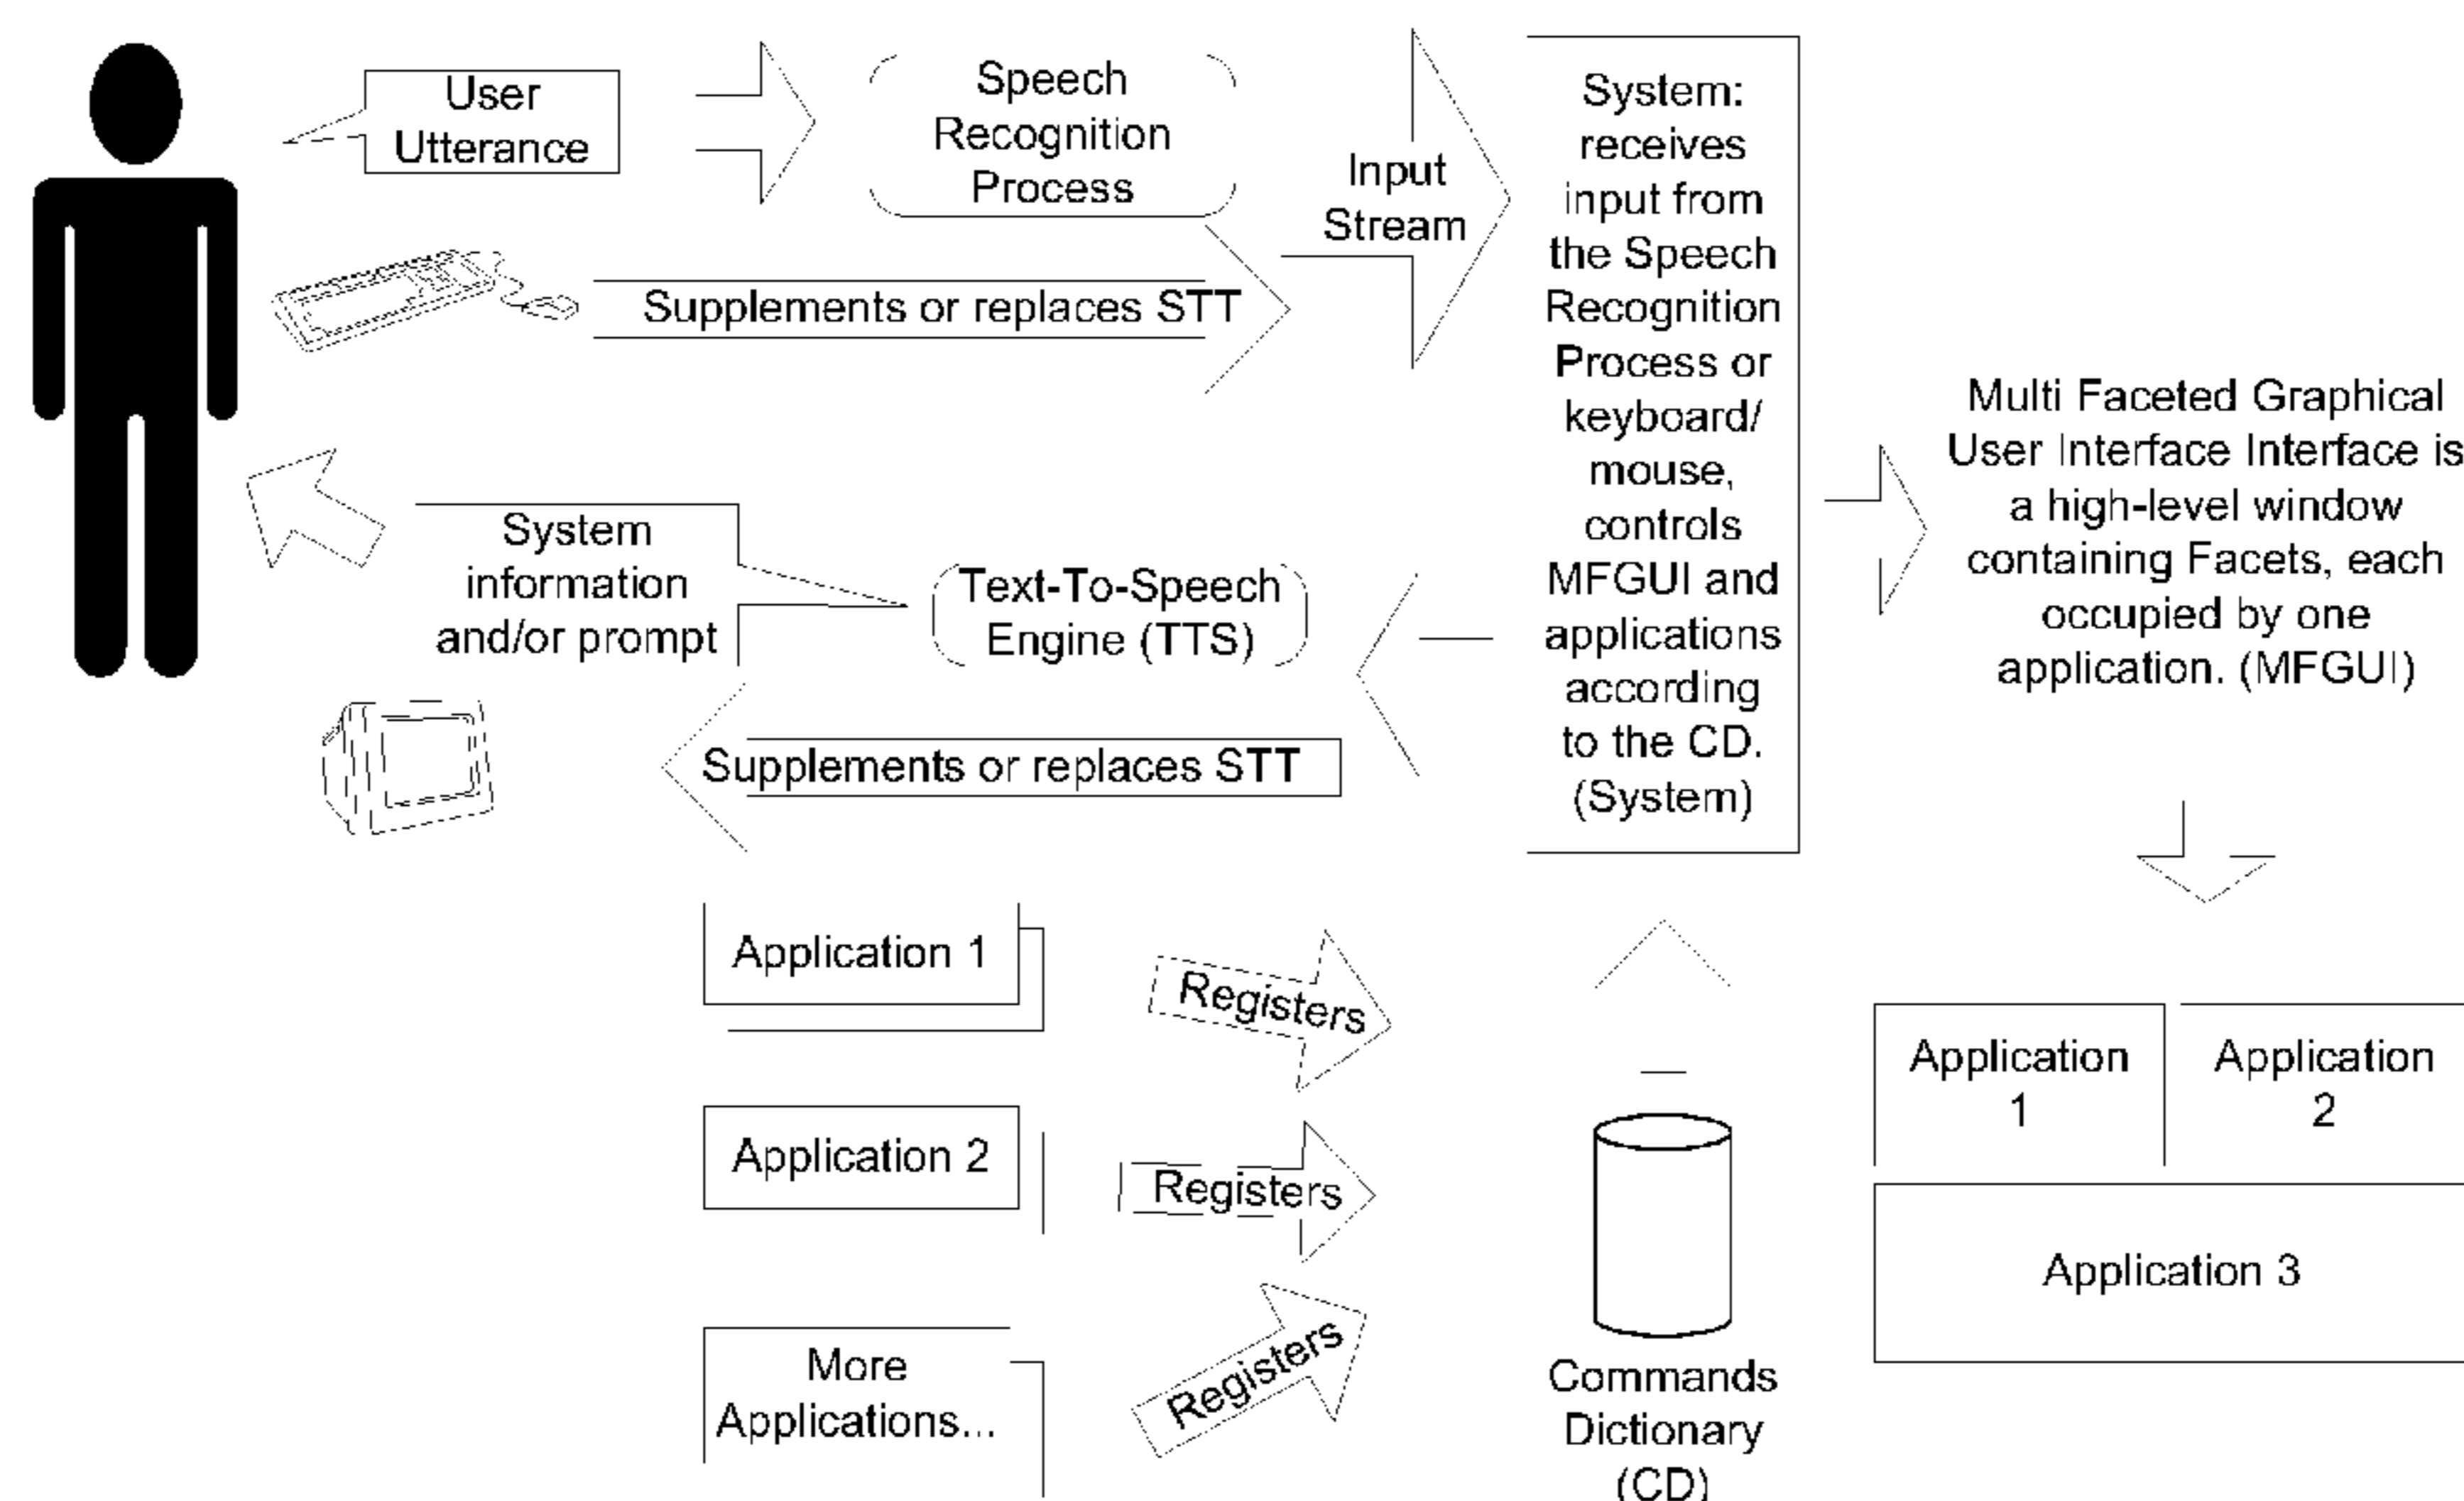 User
Utterance
Speech
Recognition
Process
Input
Stream
Supplements or replaces STT
System:
receives
input from
the Speech
Recognition
Process or
keyboard/
mouse,
controls
MFGUI and
applications
according
to the CD.
(System)
Multi Faceted Graphical
User Interface Interface is
a high-level window
containing Facets, each
occupied by one
application. (MFGUI)
System
information
and/or prompt
Text-To-Speech
Engine (TTS)
Supplements or replaces STT
Application 1
Registers
Application 2
Registers
More
Applications...
Registers
Commands
Dictionary
(CD)
Application
1
Application
2
Application 3